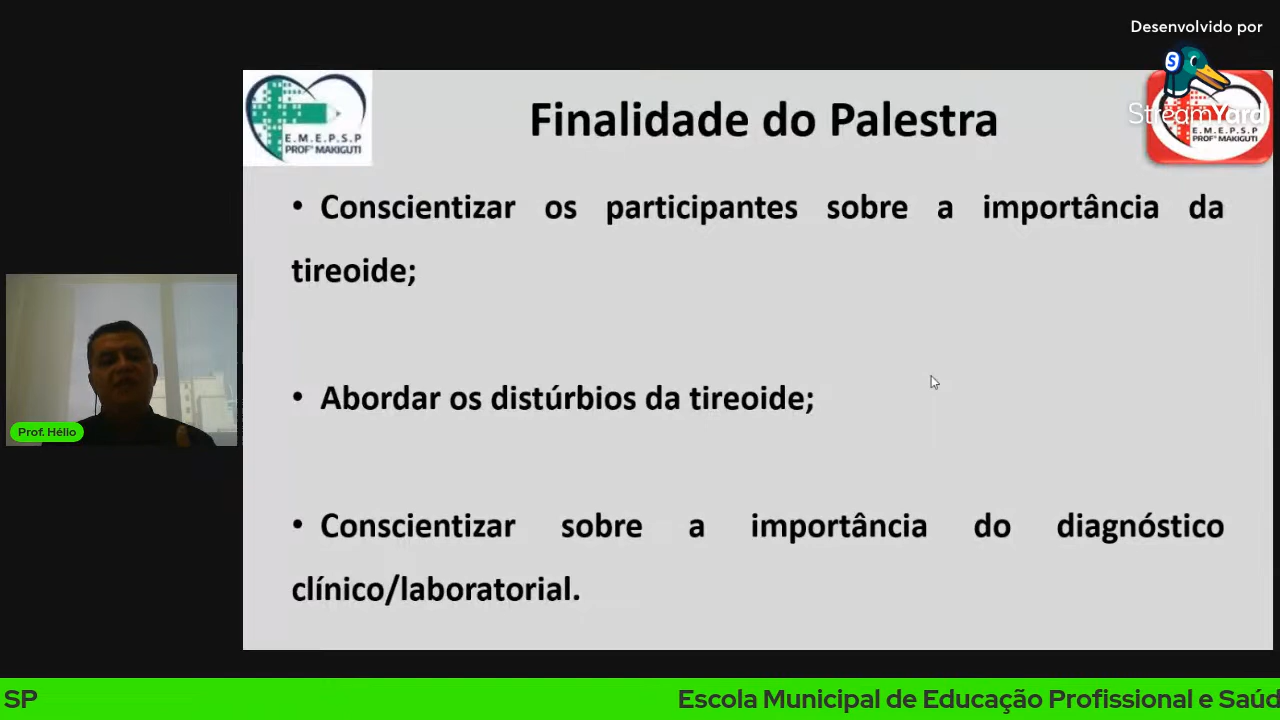 Desenvolvido por
StreamYard
E.M.E.P.S.P
PROFº MAKIGUTI
Finalidade do Palestra
E.M.E.P.S.P
PROFº MAKIGUTI
• Conscientizar os participantes sobre a importância da
tireoide;
• Abordar os distúrbios da tireoide;
• Conscientizar sobre a importância do diagnóstico
clínico/laboratorial.
Prof. Hélio
SP
Escola Municipal de Educação Profissional e Saúd